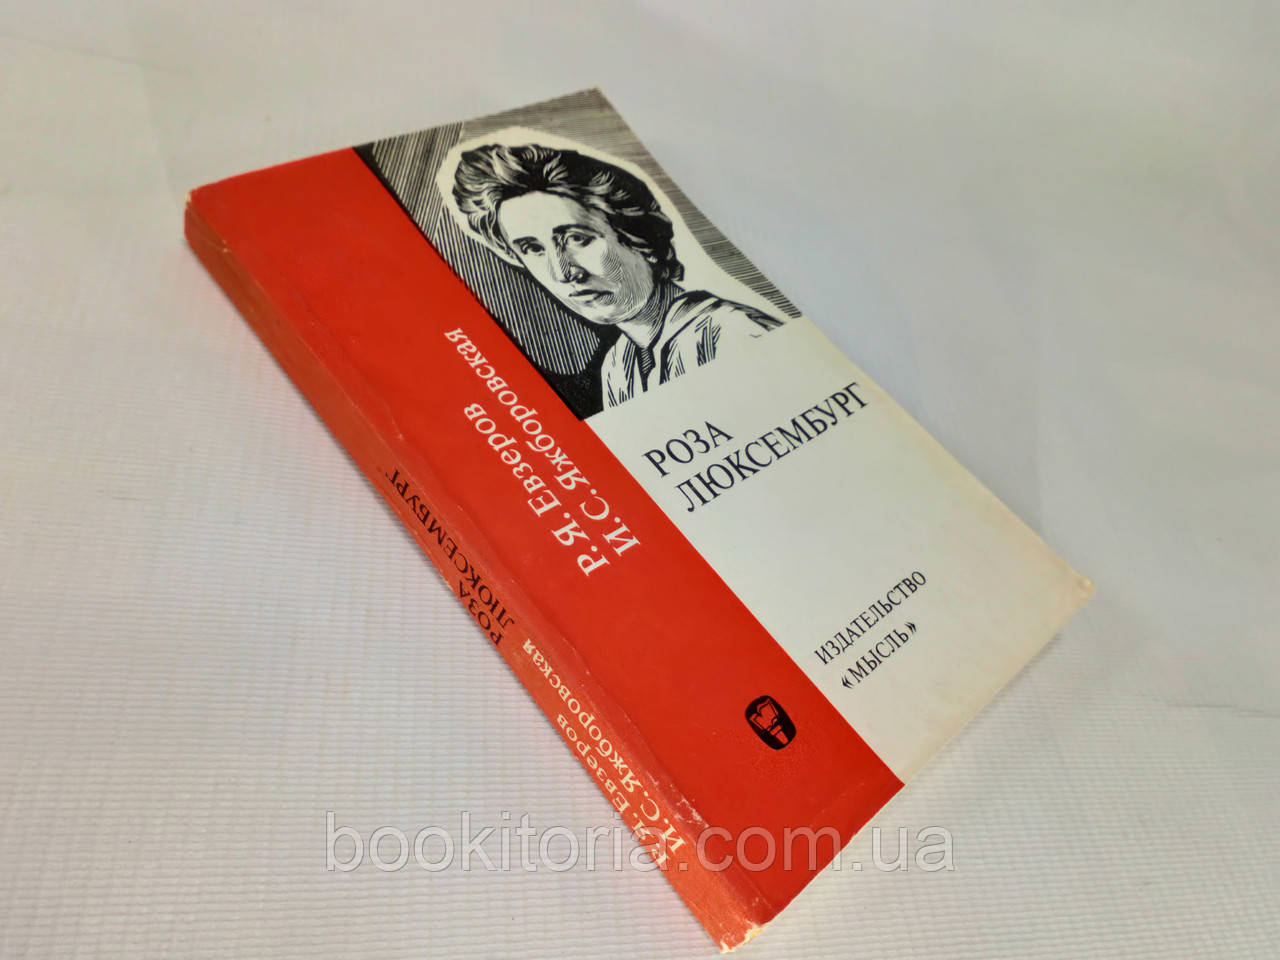 Р.Я. Евзеров
И.С. Яжборовская
РОЗА
ЛЮКСЕМБУРГ
ИЗДАТЕЛЬСТВО
«МЫСЛЬ»
Р.Я. Евзеров
И.С. Яжборовская
РОЗА
ЛЮКСЕМБУРГ
bookitoria.com.ua